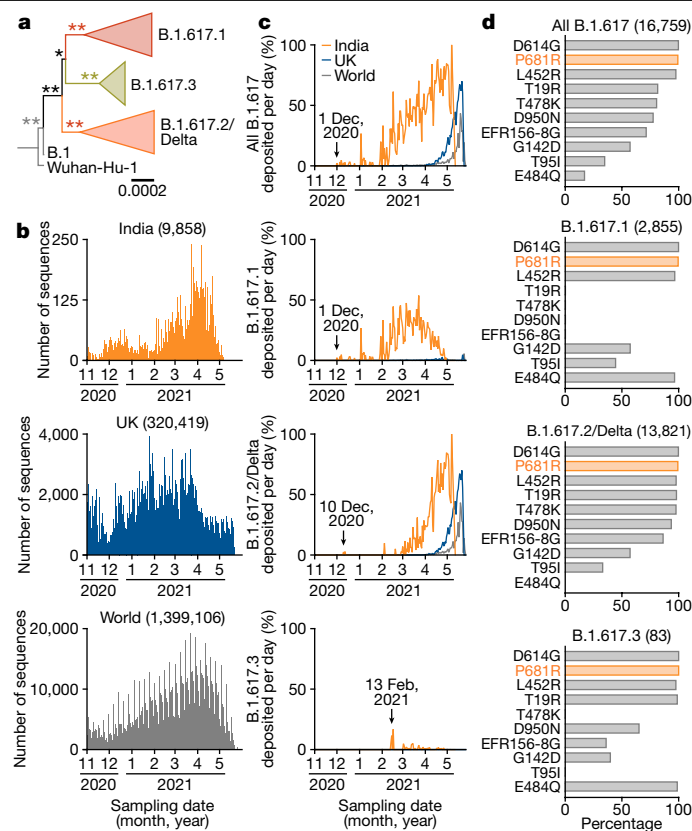 a
**
B.1.617.1
*
**
B.1.617.3
**
**
**
B.1.617.2/
Delta
B.1
Wuhan-Hu-1
0.0002
b
India (9,858)
Number of sequences
250
125
0
11 12 1 2 3 4 5
2020 2021
UK (320,419)
Number of sequences
4,000
2,000
0
11 12 1 2 3 4 5
2020 2021
World (1,399,106)
Number of sequences
20,000
10,000
0
11 12 1 2 3 4 5
2020 2021
Sampling date
(month, year)
c
All B.1.617
deposited per day (%)
100
50
0
India
UK
World
1 Dec,
2020
11 12 1 2 3 4 5
2020 2021
B.1.617.1
deposited per day (%)
100
50
0
1 Dec,
2020
11 12 1 2 3 4 5
2020 2021
B.1.617.2/Delta
deposited per day (%)
100
50
0
10 Dec,
2020
11 12 1 2 3 4 5
2020 2021
B.1.617.3
deposited per day (%)
100
50
0
13 Feb,
2021
11 12 1 2 3 4 5
2020 2021
Sampling date
(month, year)
d
All B.1.617 (16,759)
D614G
P681R
L452R
T19R
T478K
D950N
EFR156-8G
G142D
T95I
E484Q
0 50 100
B.1.617.1 (2,855)
D614G
P681R
L452R
T19R
T478K
D950N
EFR156-8G
G142D
T95I
E484Q
0 50 100
B.1.617.2/Delta (13,821)
D614G
P681R
L452R
T19R
T478K
D950N
EFR156-8G
G142D
T95I
E484Q
0 50 100
B.1.617.3 (83)
D614G
P681R
L452R
T19R
T478K
D950N
EFR156-8G
G142D
T95I
E484Q
0 50 100
Percentage